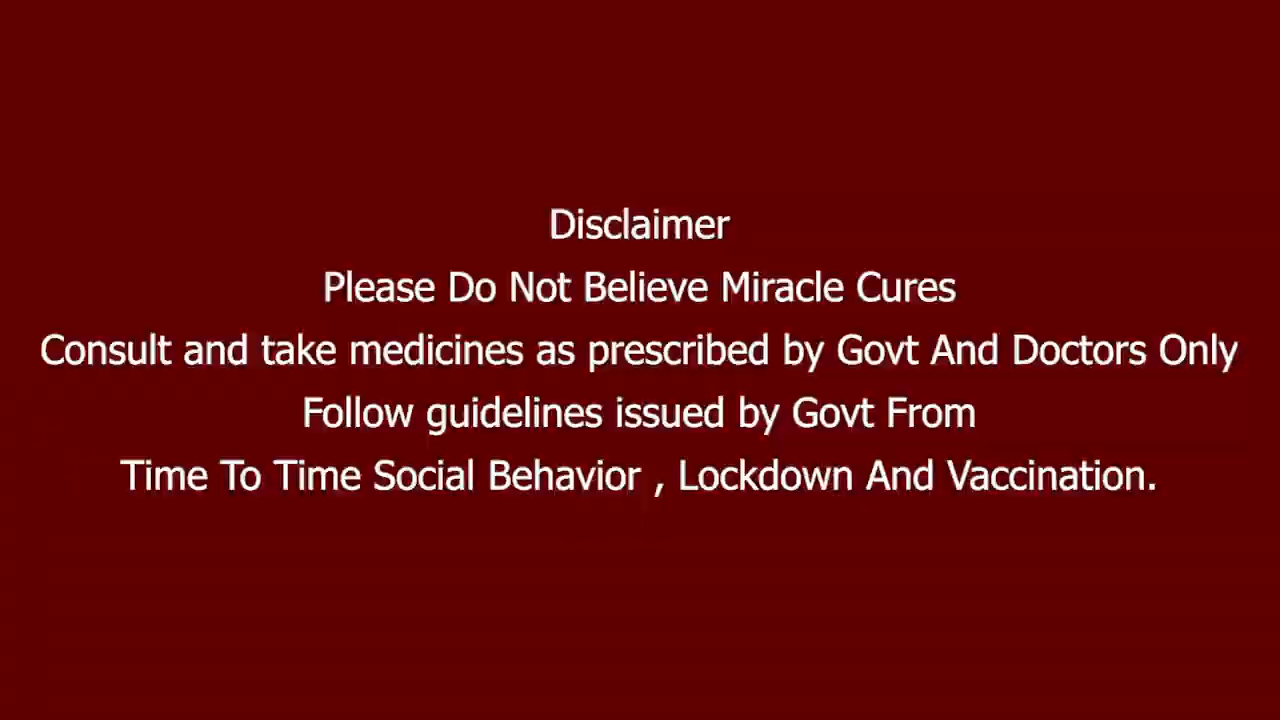 Disclaimer
Please Do Not Believe Miracle Cures
Consult and take medicines as prescribed by Govt And Doctors Only
Follow guidelines issued by Govt From
Time To Time Social Behavior , Lockdown And Vaccination.